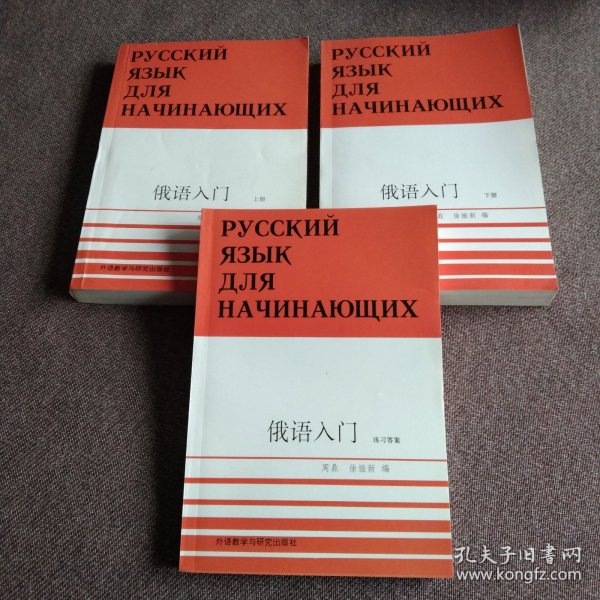 РУССКИЙ
ЯЗЫК
ДЛЯ
НАЧИНАЮЩИХ
俄语入门 上册
外语教学与研究出版社
РУССКИЙ
ЯЗЫК
ДЛЯ
НАЧИНАЮЩИХ
俄语入门 下册
鼎 徐振新 编
РУССКИЙ
ЯЗЫК
ДЛЯ
НАЧИНАЮЩИХ
俄语入门 练习答案
周鼎 徐振新 编
外语教学与研究出版社
孔夫子旧书网
www.kongfz.com